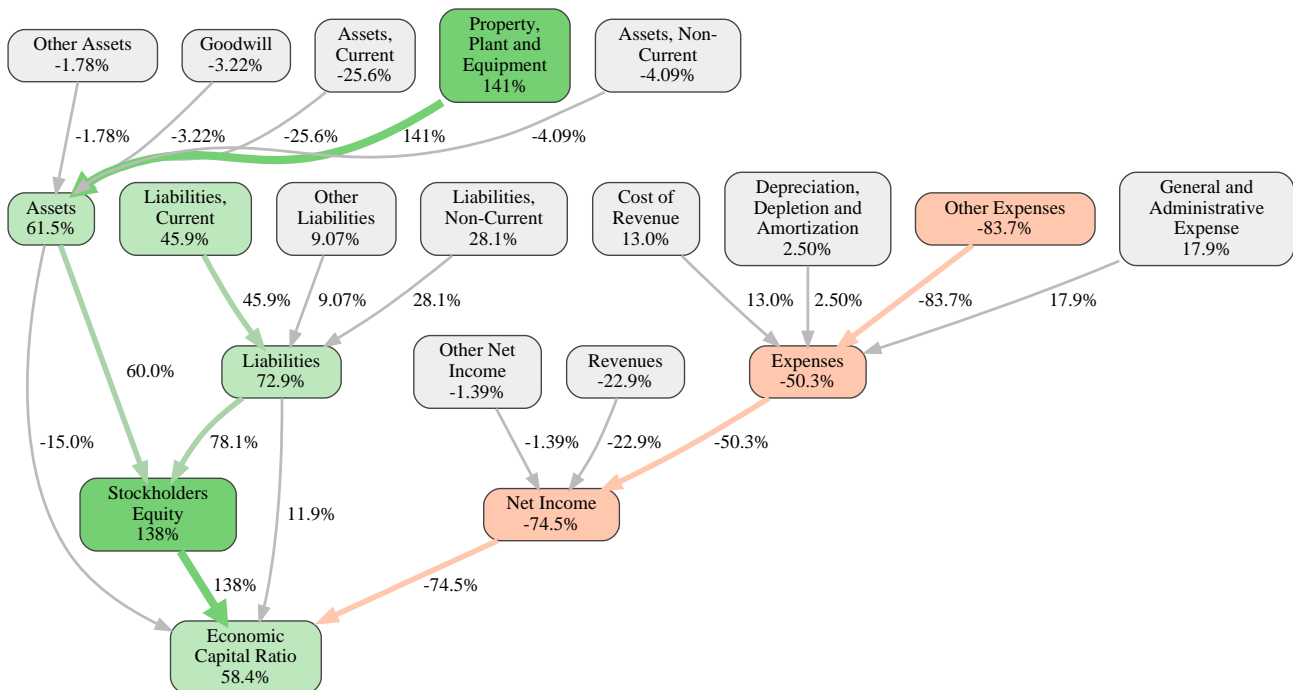 Other Assets
-1.78%
Goodwill
-3.22%
Assets,
Current
-25.6%
Property,
Plant and
Equipment
141%
Assets, Non-
Current
-4.09%
-1.78%
-3.22%
-25.6%
141%
-4.09%
Assets
61.5%
Liabilities,
Current
45.9%
Other
Liabilities
9.07%
Liabilities,
Non-Current
28.1%
Cost of
Revenue
13.0%
Depreciation,
Depletion and
Amortization
2.50%
Other Expenses
-83.7%
General and
Administrative
Expense
17.9%
45.9%
9.07%
28.1%
13.0%
2.50%
-83.7%
17.9%
60.0%
Liabilities
72.9%
Other Net
Income
-1.39%
Revenues
-22.9%
Expenses
-50.3%
-15.0%
78.1%
-1.39%
-22.9%
-50.3%
Stockholders
Equity
138%
11.9%
Net Income
-74.5%
138%
-74.5%
Economic
Capital Ratio
58.4%